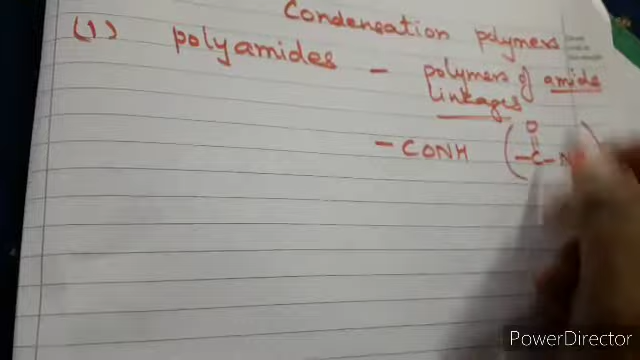 Condensation polymers
(1) polyamides - polymers of amide
linkages
O
- CONH ( - C - N
PowerDirector